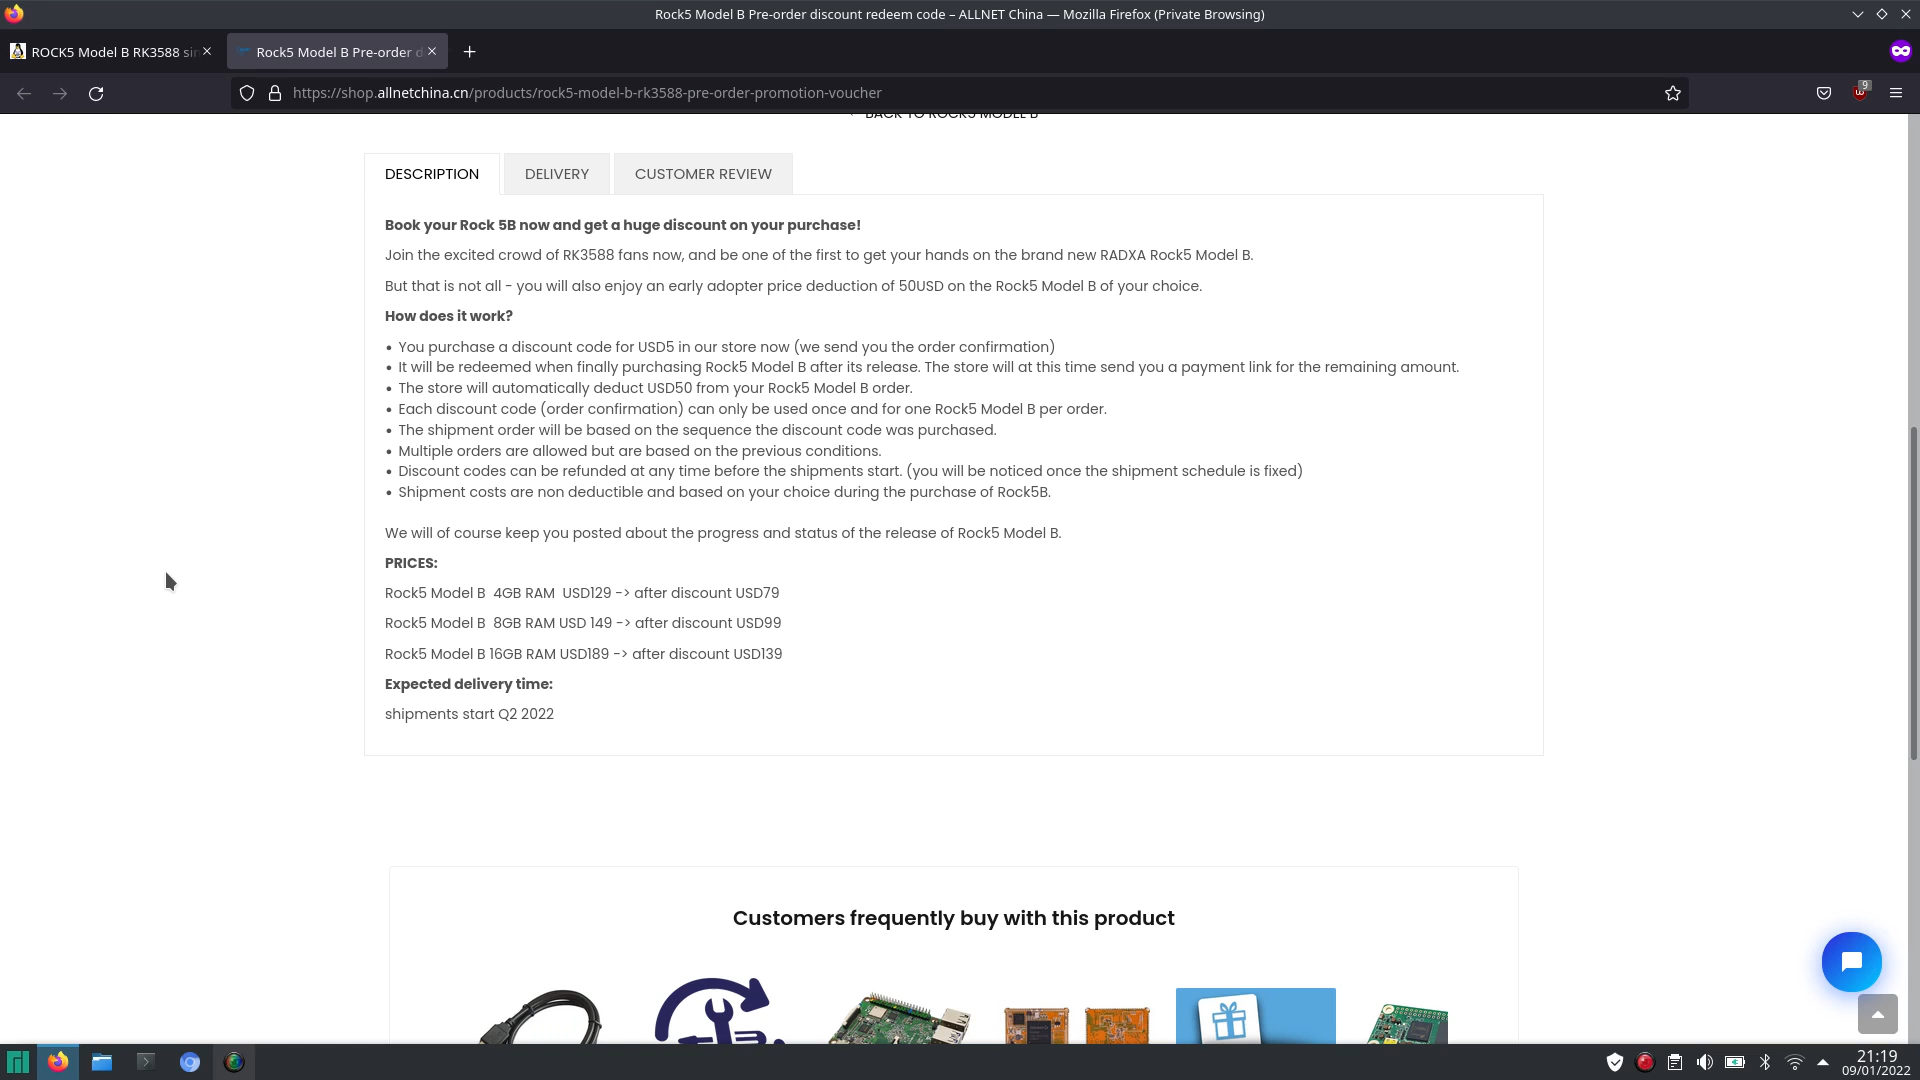 Rock5 Model B Pre-order discount redeem code – ALLNET China — Mozilla Firefox (Private Browsing)
ROCK5 Model B RK3588 sin
Rock5 Model B Pre-order d
https://shop.allnetchina.cn/products/rock5-model-b-rk3588-pre-order-promotion-voucher
9
BACK TO ROCK5 MODEL B
DESCRIPTION
DELIVERY
CUSTOMER REVIEW
Book your Rock 5B now and get a huge discount on your purchase!
Join the excited crowd of RK3588 fans now, and be one of the first to get your hands on the brand new RADXA Rock5 Model B.
But that is not all - you will also enjoy an early adopter price deduction of 50USD on the Rock5 Model B of your choice.
How does it work?
• You purchase a discount code for USD5 in our store now (we send you the order confirmation)
• It will be redeemed when finally purchasing Rock5 Model B after its release. The store will at this time send you a payment link for the remaining amount.
• The store will automatically deduct USD50 from your Rock5 Model B order.
• Each discount code (order confirmation) can only be used once and for one Rock5 Model B per order.
• The shipment order will be based on the sequence the discount code was purchased.
• Multiple orders are allowed but are based on the previous conditions.
• Discount codes can be refunded at any time before the shipments start. (you will be noticed once the shipment schedule is fixed)
• Shipment costs are non deductible and based on your choice during the purchase of Rock5B.
We will of course keep you posted about the progress and status of the release of Rock5 Model B.
PRICES:
Rock5 Model B  4GB RAM  USD129 -> after discount USD79
Rock5 Model B  8GB RAM USD 149 -> after discount USD99
Rock5 Model B 16GB RAM USD189 -> after discount USD139
Expected delivery time:
shipments start Q2 2022
Customers frequently buy with this product
21:19
09/01/2022